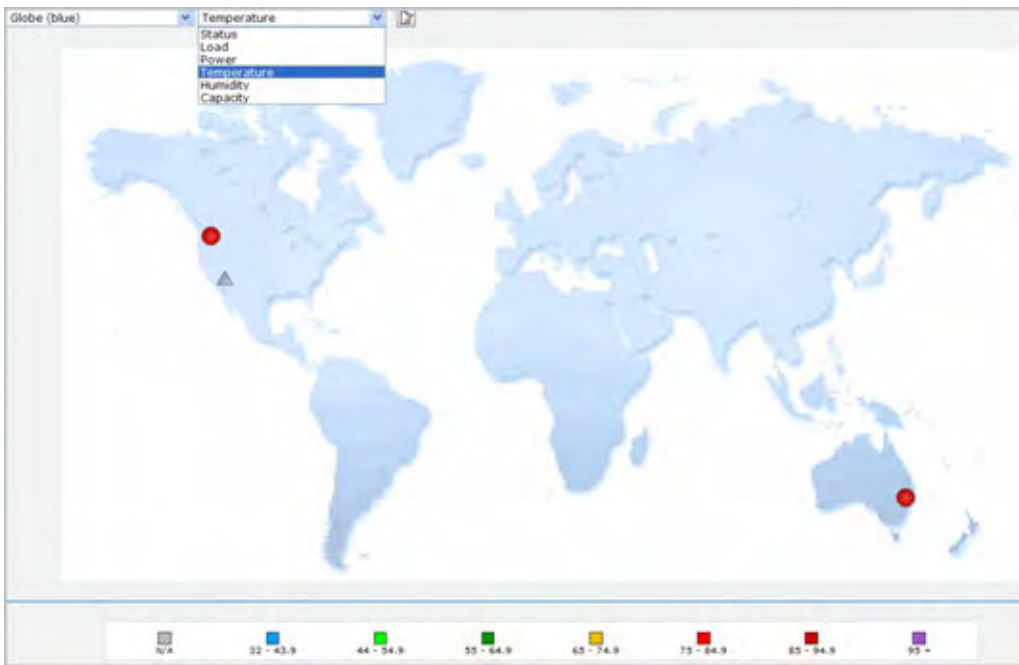 Globe (blue) Temperature
Status
Load
Power
Temperature
Humidity
Capacity
N/A 32 - 43.9 44 - 54.9 55 - 64.9 65 - 74.9 75 - 84.9 85 - 94.9 95 +